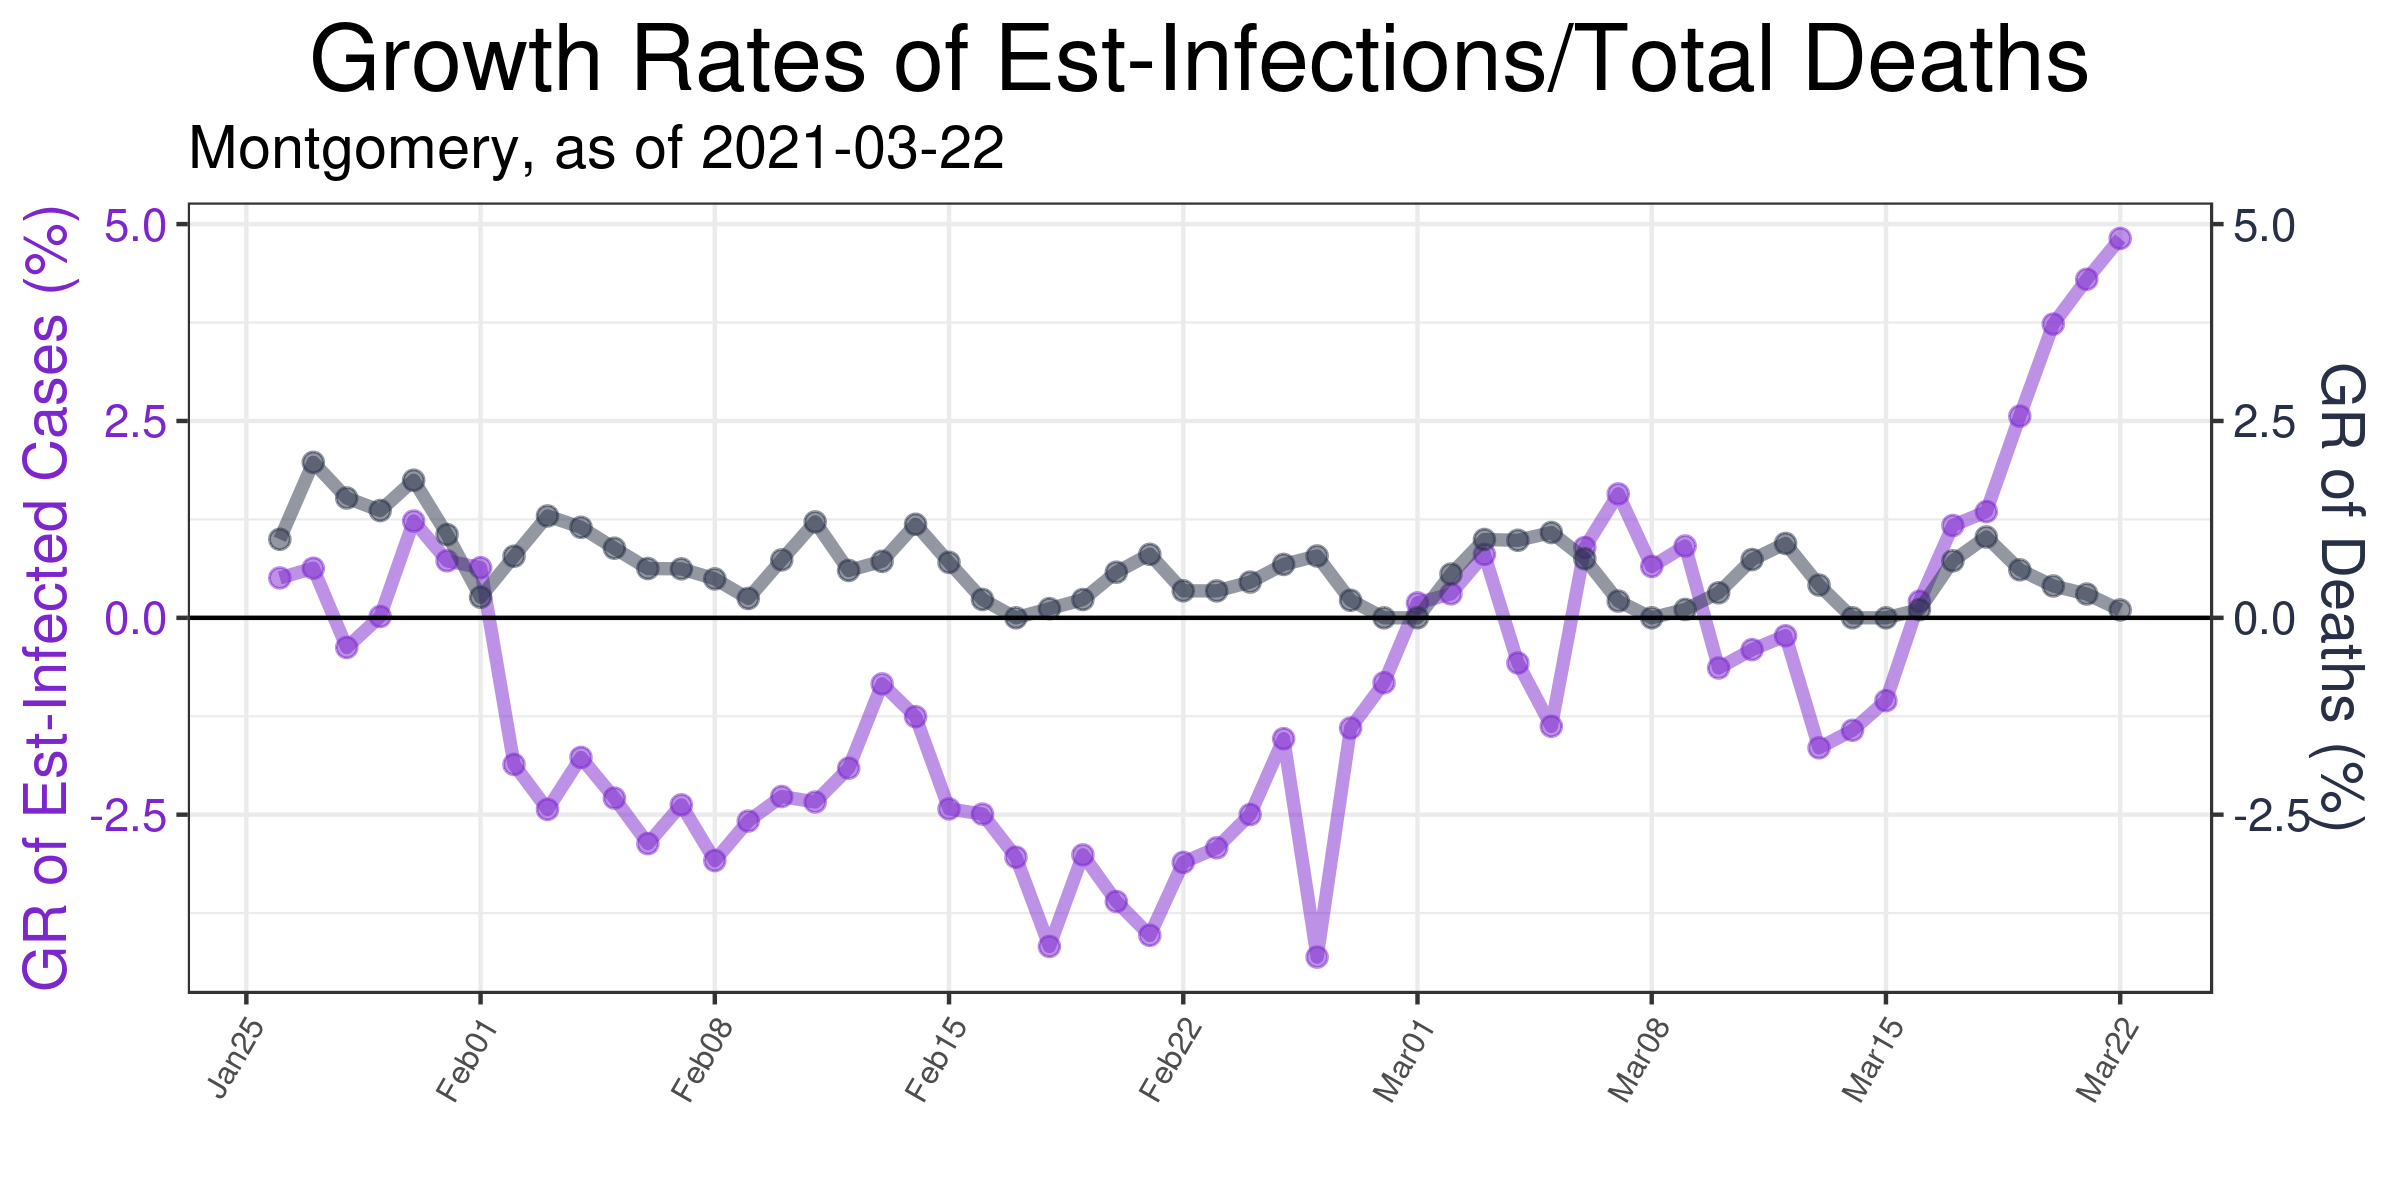 Growth Rates of Est-Infections/Total Deaths
Montgomery, as of 2021-03-22
GR of Est-Infected Cases (%)
5.0
2.5
0.0
-2.5
5.0
2.5
0.0
-2.5
GR of Deaths (%)
Jan25
Feb01
Feb08
Feb15
Feb22
Mar01
Mar08
Mar15
Mar22